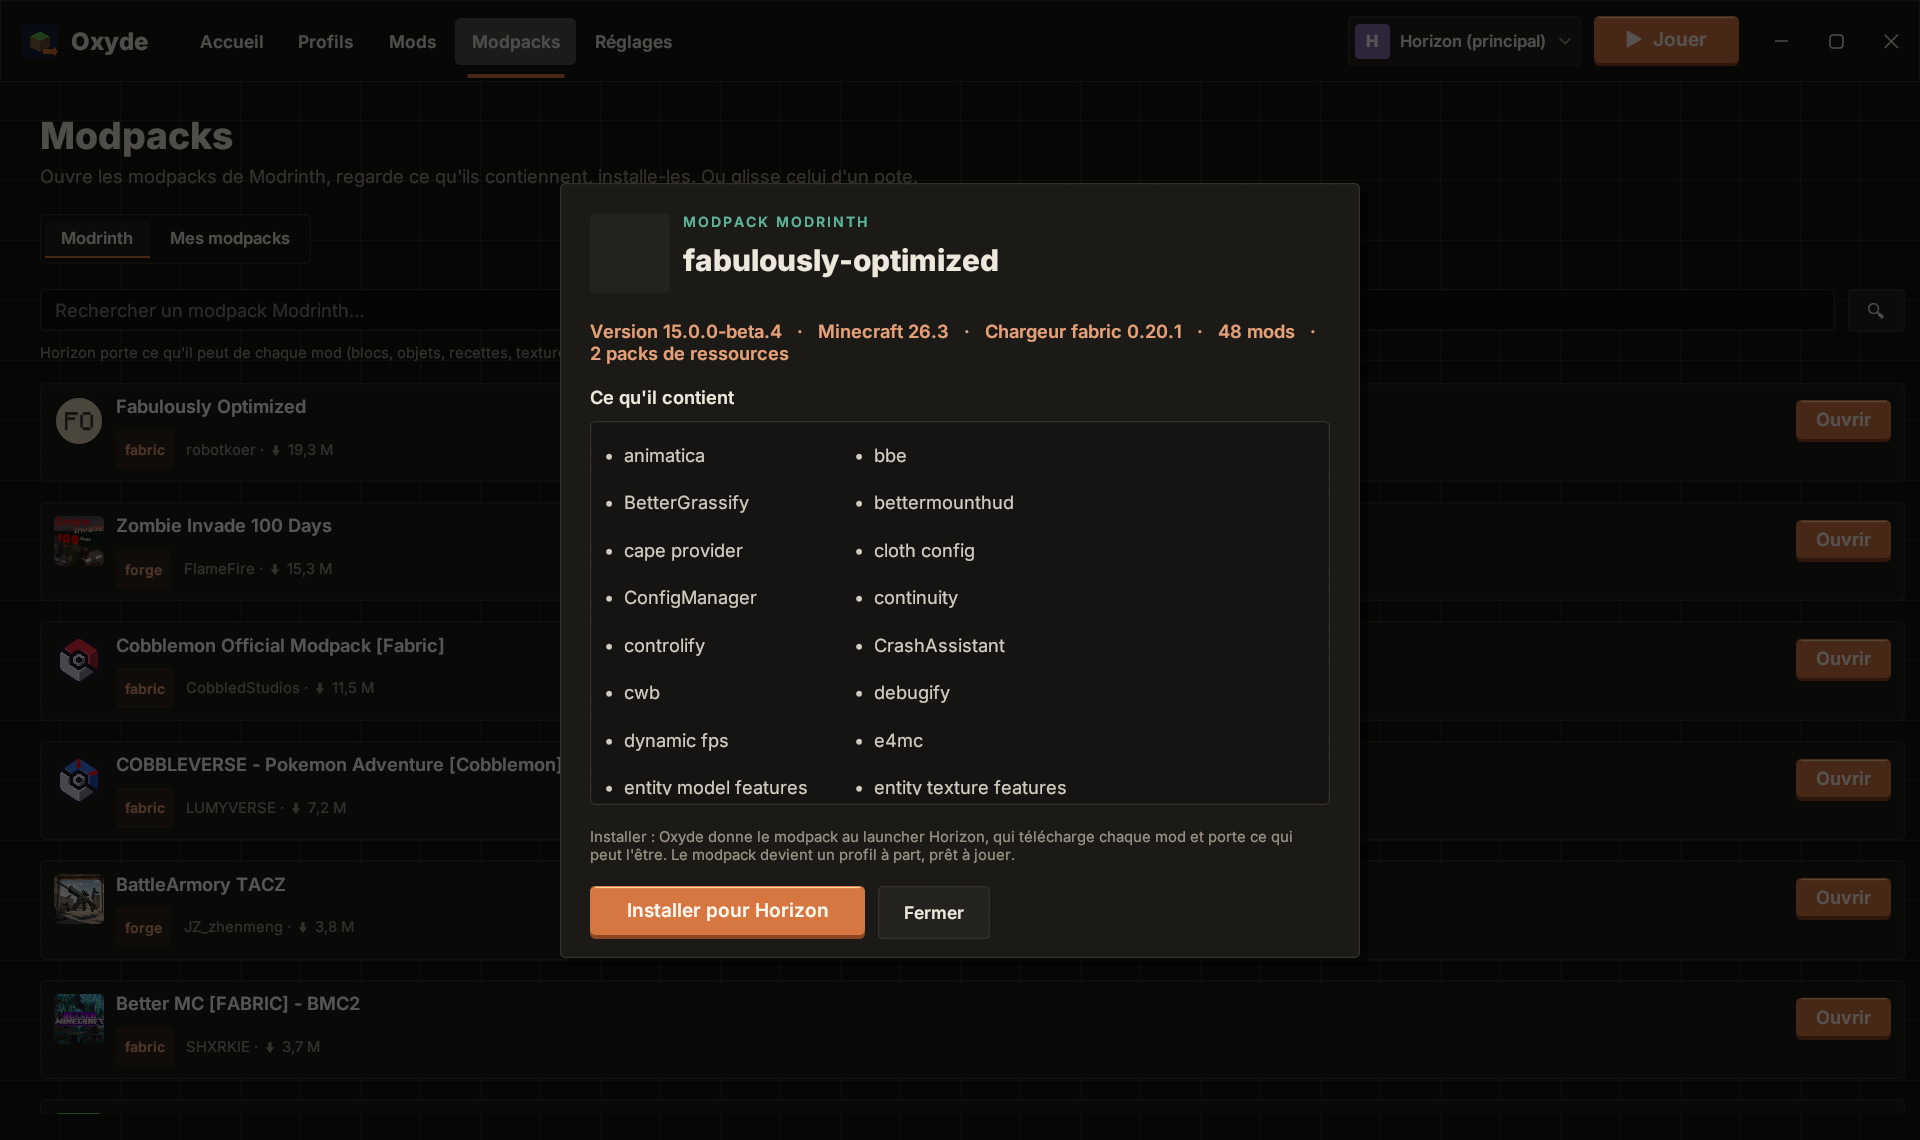 Oxyde
Accueil
Profils
Mods
Modpacks
Réglages
H
Horizon (principal)
Jouer
Modpacks
Ouvre les modpacks de Modrinth, regarde ce qu'ils contiennent, installe-les. Ou glisse celui d'un pote.
Modrinth
Mes modpacks
Rechercher un modpack Modrinth...
Horizon porte ce qu'il peut de chaque mod (blocs, objets, recettes, texture
FO
Fabulously Optimized
fabric
robotkoer · 19,3 M
Ouvrir
Zombie Invade 100 Days
forge
FlameFire · 15,3 M
Ouvrir
Cobblemon Official Modpack [Fabric]
fabric
CobbledStudios · 11,5 M
Ouvrir
COBBLEVERSE - Pokemon Adventure [Cobblemon]
fabric
LUMYVERSE · 7,2 M
Ouvrir
BattleArmory TACZ
forge
JZ_zhenmeng · 3,8 M
Ouvrir
Better MC [FABRIC] - BMC2
fabric
SHXRKIE · 3,7 M
Ouvrir
MODPACK MODRINTH
fabulously-optimized
Version 15.0.0-beta.4 · Minecraft 26.3 · Chargeur fabric 0.20.1 · 48 mods ·
2 packs de ressources
Ce qu'il contient
• animatica
• bbe
• BetterGrassify
• bettermounthud
• cape provider
• cloth config
• ConfigManager
• continuity
• controlify
• CrashAssistant
• cwb
• debugify
• dynamic fps
• e4mc
• entity model features
• entity texture features
Installer : Oxyde donne le modpack au launcher Horizon, qui télécharge chaque mod et porte ce qui
peut l'être. Le modpack devient un profil à part, prêt à jouer.
Installer pour Horizon
Fermer